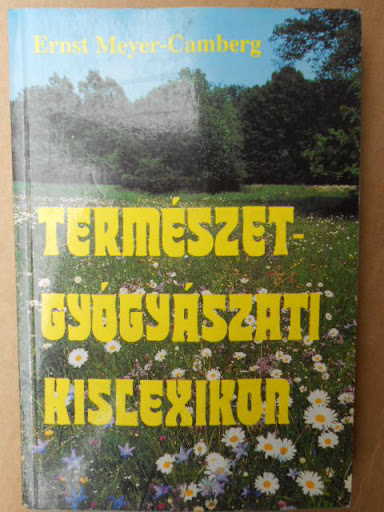 Ernst Meyer-Camberg
TERMÉSZET-
GYÓGYÁSZATI
KISLEXIKON